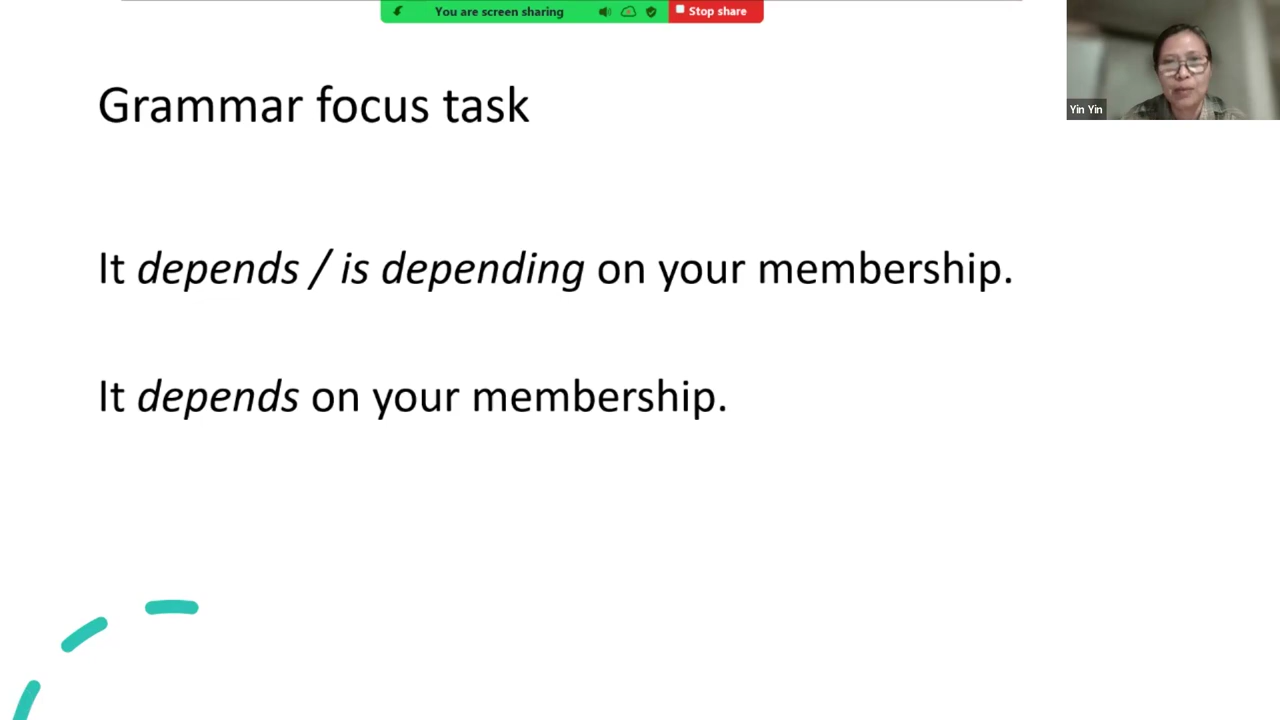 You are screen sharing
Stop share
Yin Yin
Grammar focus task
It depends / is depending on your membership.
It depends on your membership.